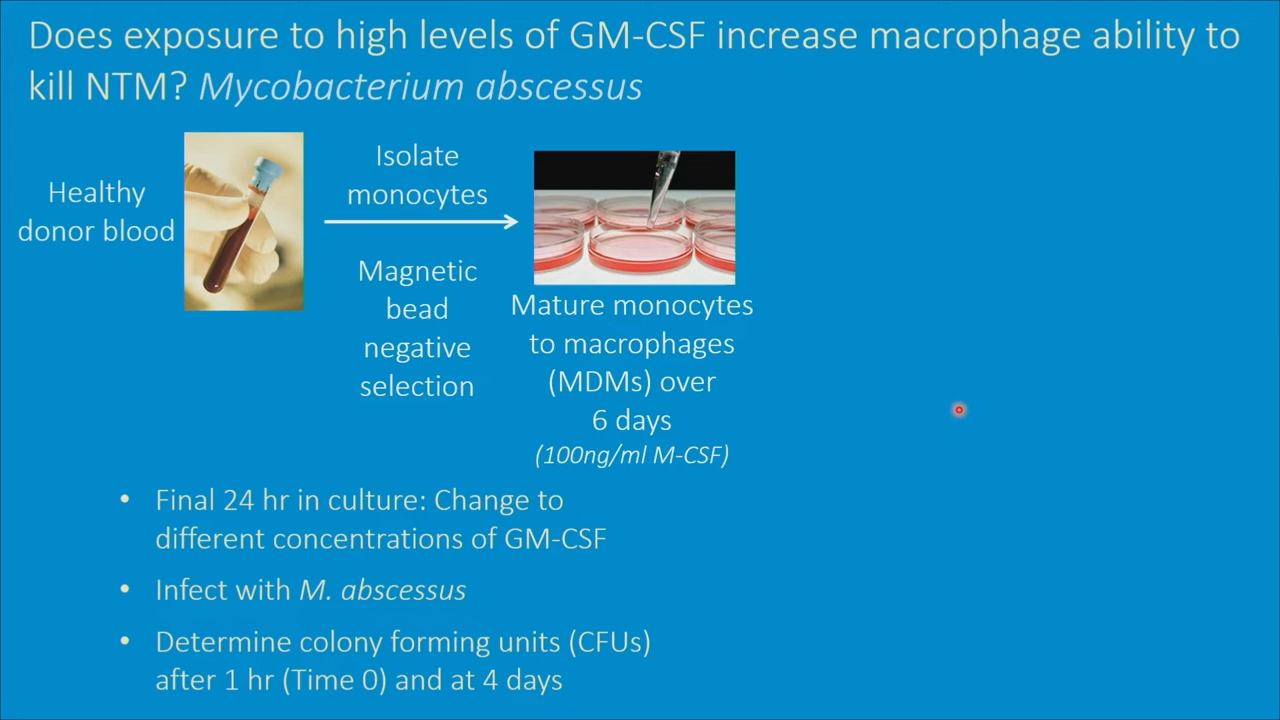 Does exposure to high levels of GM-CSF increase macrophage ability to
kill NTM? Mycobacterium abscessus
Healthy
donor blood
Isolate
monocytes
Magnetic
bead
negative
selection
Mature monocytes
to macrophages
(MDMs) over
6 days
(100ng/ml M-CSF)
• Final 24 hr in culture: Change to
different concentrations of GM-CSF
• Infect with M. abscessus
• Determine colony forming units (CFUs)
after 1 hr (Time 0) and at 4 days